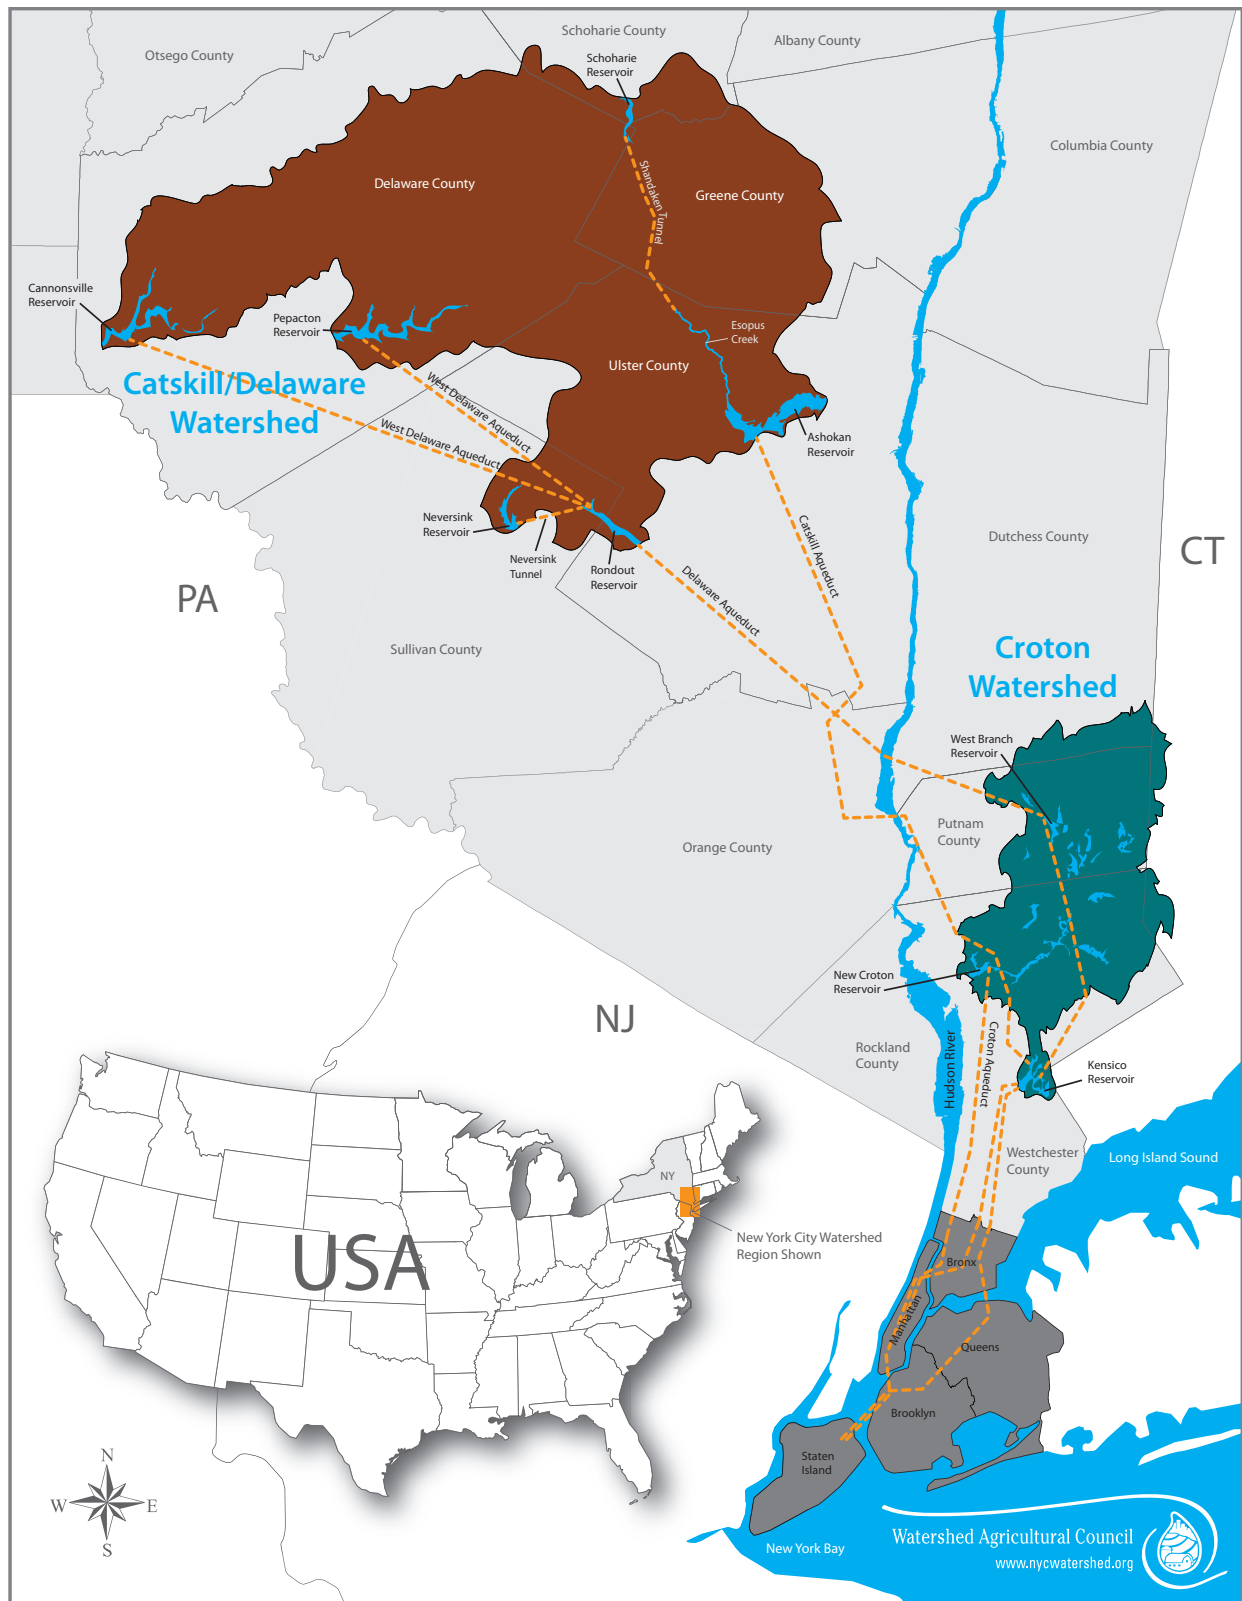 Otsego County
Schoharie County
Albany County
Schoharie
Reservoir
Columbia County
Delaware County
Greene County
Shandaken Tunnel
Cannonsville
Reservoir
Pepacton
Reservoir
Esopus
Creek
Ulster County
Catskill/Delaware
Watershed
West Delaware Aqueduct
West Delaware Aqueduct
Ashokan
Reservoir
Neversink
Reservoir
Neversink
Tunnel
Rondout
Reservoir
Catskill Aqueduct
Delaware Aqueduct
Dutchess County
CT
PA
Sullivan County
Croton
Watershed
West Branch
Reservoir
Putnam
County
Orange County
New Croton
Reservoir
NJ
Rockland
County
Hudson River
Croton Aqueduct
Kensico
Reservoir
Westchester
County
Long Island Sound
NY
New York City Watershed
Region Shown
USA
Bronx
Manhattan
Queens
Brooklyn
Staten
Island
N
W
E
S
New York Bay
Watershed Agricultural Council
www.nycwatershed.org